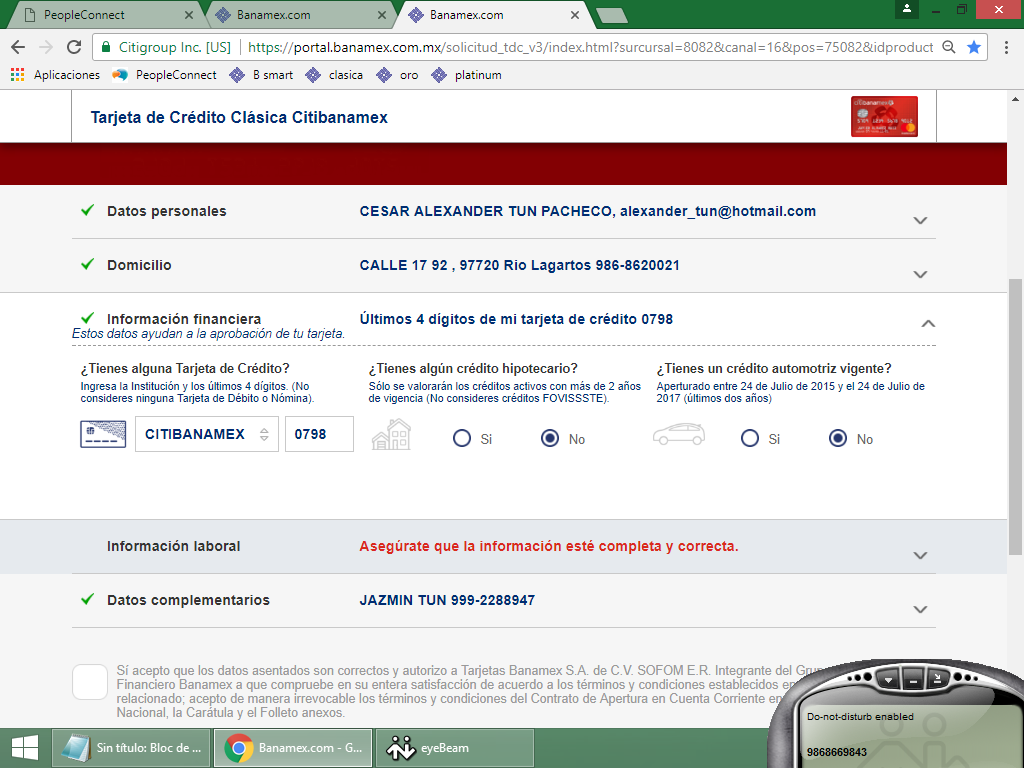 PeopleConnect
Banamex.com
Banamex.com
Citigroup Inc. [US]
https://portal.banamex.com.mx/solicitud_tdc_v3/index.html?sursursal=8082&canal=16&pos=75082&idproduct
Aplicaciones
PeopleConnect
B smart
clasica
oro
platinum
Tarjeta de Crédito Clásica Citibanamex
Datos personales
CESAR ALEXANDER TUN PACHECO, alexander_tun@hotmail.com
Domicilio
CALLE 17 92 , 97720 Rio Lagartos 986-8620021
Información financiera
Últimos 4 dígitos de mi tarjeta de crédito 0798
Estos datos ayudan a la aprobación de tu tarjeta.
¿Tienes alguna Tarjeta de Crédito?
Ingresa la Institución y los últimos 4 dígitos. (No
consideres ninguna Tarjeta de Débito o Nómina).
CITIBANAMEX
0798
¿Tienes algún crédito hipotecario?
Sólo se valorarán los créditos activos con más de 2 años
de vigencia (No consideres créditos FOVISSSTE).
Si
No
¿Tienes un crédito automotriz vigente?
Aperturado entre 24 de Julio de 2015 y el 24 de Julio de
2017 (últimos dos años)
Si
No
Información laboral
Asegúrate que la información esté completa y correcta.
Datos complementarios
JAZMIN TUN 999-2288947
Sí acepto que los datos asentados son correctos y autorizo a Tarjetas Banamex S.A. de C.V. SOFOM E.R. Integrante del Gru
Financiero Banamex a que compruebe en su entera satisfacción de acuerdo a los términos y condiciones establecidos en
relacionado; acepto de manera irrevocable los términos y condiciones del Contrato de Apertura en Cuenta Corriente en
Nacional, la Carátula y el Folleto anexos.
Do-not-disturb enabled
9868669843
Sin título: Bloc de ...
Banamex.com - G...
eyeBeam